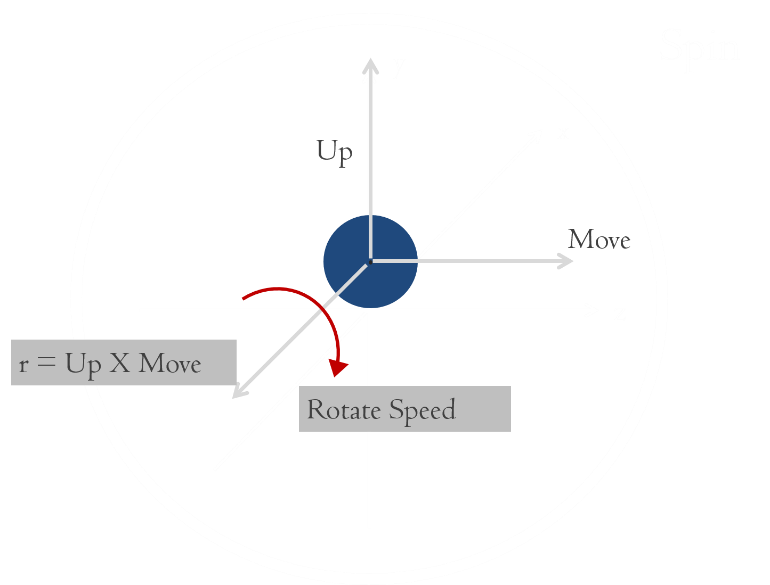 Up
Move
r = Up X Move
Rotate Speed